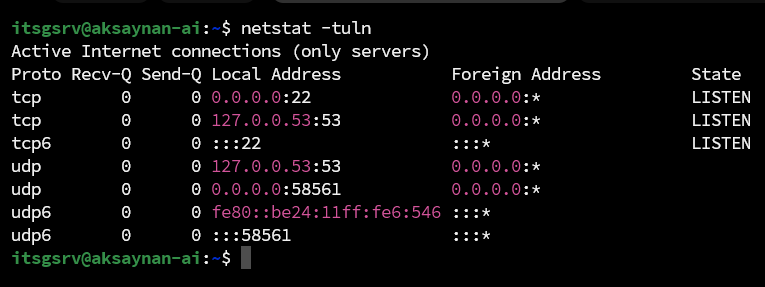 itsgsrv@aksaynan-ai:~$ netstat -tuln
Active Internet connections (only servers)
Proto Recv-Q Send-Q Local Address           Foreign Address         State
tcp        0      0 0.0.0.0:22              0.0.0.0:*               LISTEN
tcp        0      0 127.0.0.53:53           0.0.0.0:*               LISTEN
tcp6       0      0 :::22                   :::*                    LISTEN
udp        0      0 127.0.0.53:53           0.0.0.0:*
udp        0      0 0.0.0.0:58561           0.0.0.0:*
udp6       0      0 fe80::be24:11ff:fe6:546 :::*
udp6       0      0 :::58561                :::*
itsgsrv@aksaynan-ai:~$